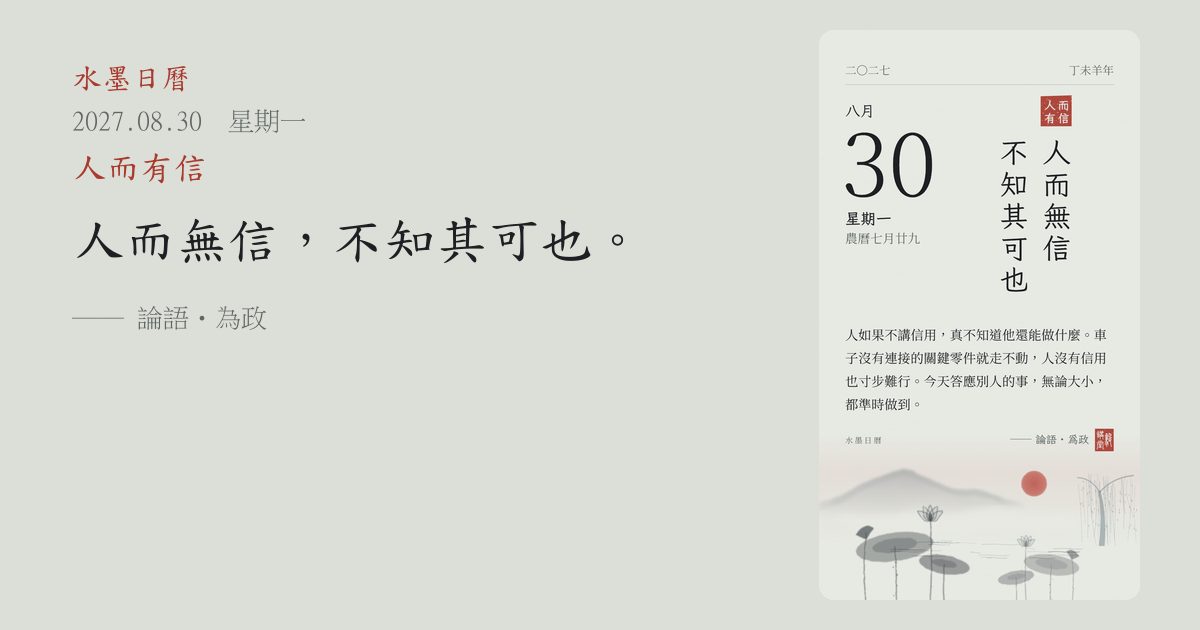 水墨日曆
2027.08.30 星期一
人而有信
人而無信，不知其可也。
—— 論語・為政
二〇二七
丁未羊年
八月
30
星期一
農曆七月廿九
人而有信
人而無信
不知其可也
人如果不講信用，真不知道他還能做什麼。車
子沒有連接的關鍵零件就走不動，人沒有信用
也寸步難行。今天答應別人的事，無論大小，
都準時做到。
水墨日曆
—— 論語・爲政